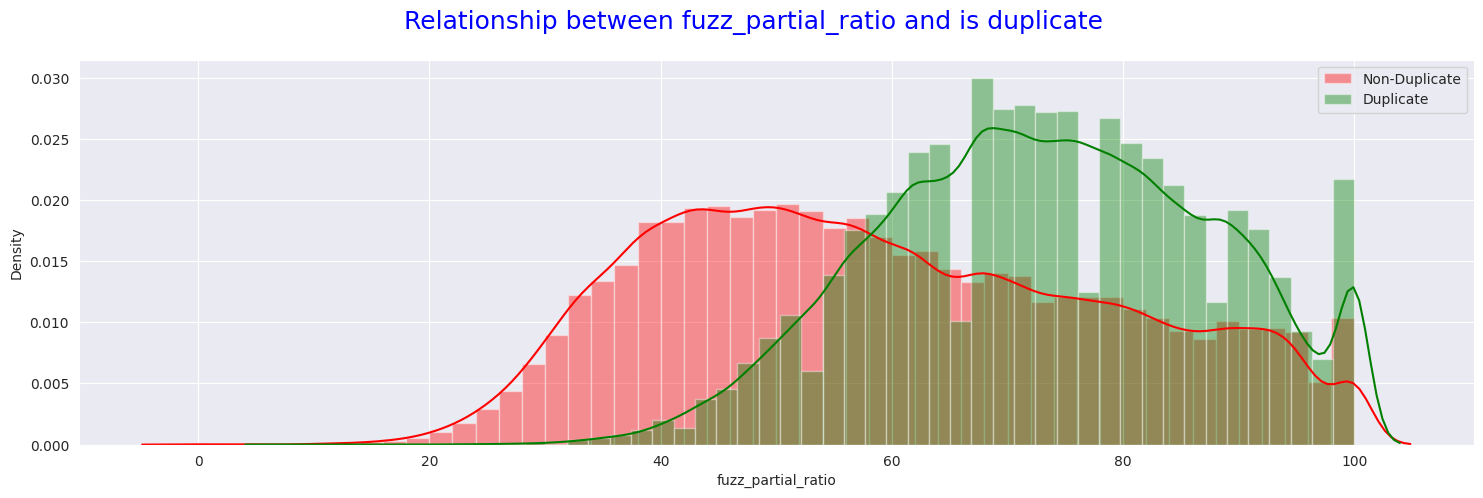 Relationship between fuzz_partial_ratio and is duplicate
Non-Duplicate
Duplicate
0.030
0.025
0.020
0.015
0.010
0.005
0.000
Density
0 20 40 60 80 100
fuzz_partial_ratio